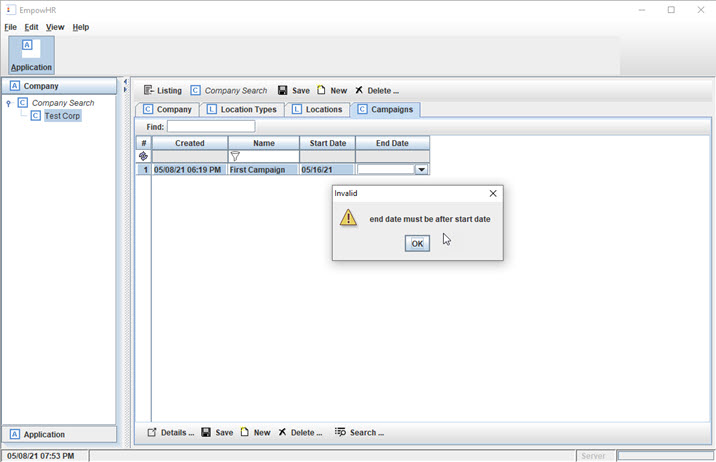 EmpowHR
File Edit View Help
A
Application
A Company
Listing C Company Search Save New Delete ...
C Company Search
C Test Corp
C Company L Location Types L Locations C Campaigns
Find:
# Created Name Start Date End Date
1 05/08/21 06:19 PM First Campaign 05/16/21
Invalid
end date must be after start date
OK
A Application
Details ... Save New Delete ... Search ...
05/08/21 07:53 PM Server